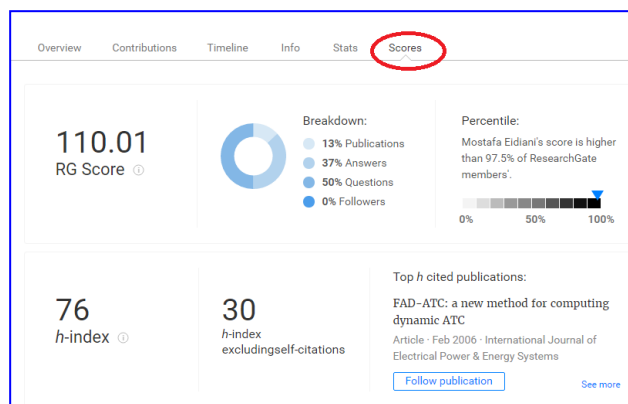 Overview Contributions Timeline Info Stats Scores
110.01
RG Score
Breakdown:
13% Publications
37% Answers
50% Questions
0% Followers
Percentile:
Mostafa Eidiani's score is higher
than 97.5% of ResearchGate
members'.
0% 50% 100%
76
h-index
30
h-index
excludingself-citations
Top h cited publications:
FAD-ATC: a new method for computing
dynamic ATC
Article · Feb 2006 · International Journal of
Electrical Power & Energy Systems
Follow publication
See more